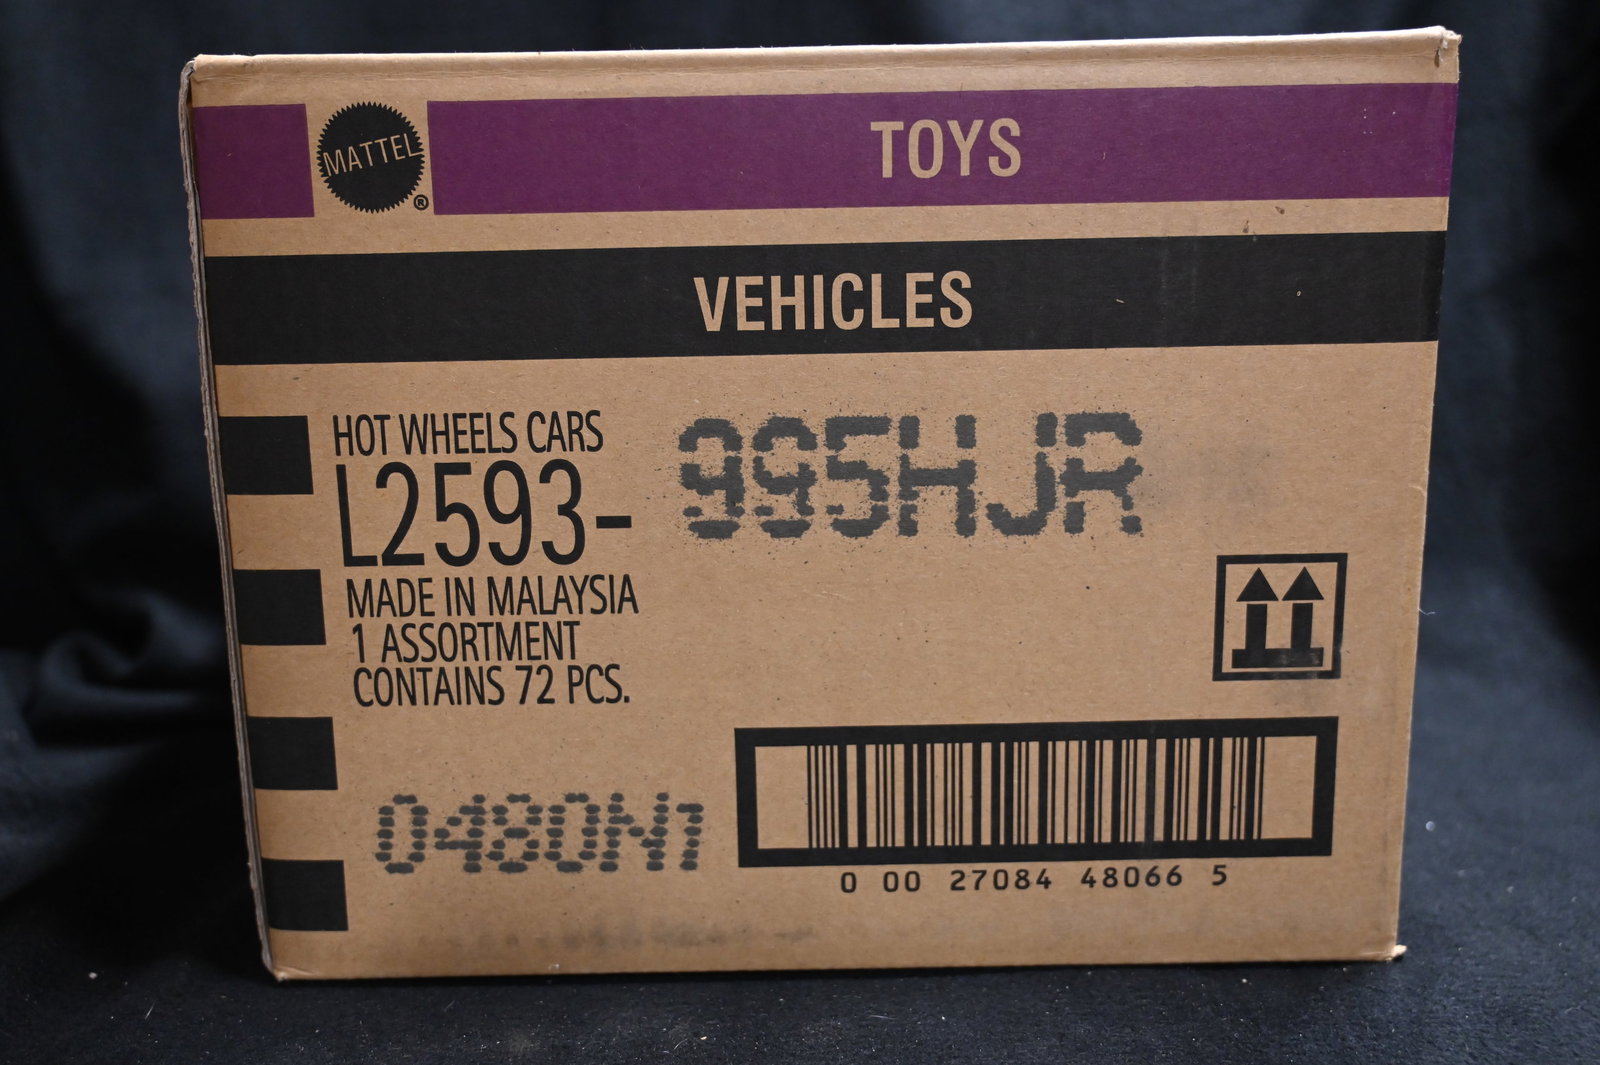 MATTEL ®
TOYS
VEHICLES
HOT WHEELS CARS
L2593- 995HJR
MADE IN MALAYSIA
1 ASSORTMENT
CONTAINS 72 PCS.
0480N1
0 00 27084 48066 5